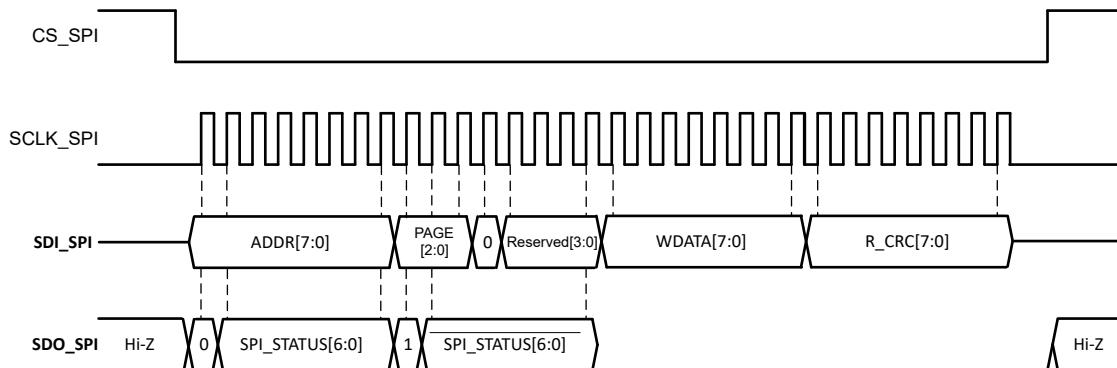 CS_SPI
SCLK_SPI
SDI_SPI ADDR[7:0] PAGE [2:0] 0 Reserved[3:0] WDATA[7:0] R_CRC[7:0]
SDO_SPI Hi-Z 0 SPI_STATUS[6:0] 1 SPI_STATUS[6:0] Hi-Z